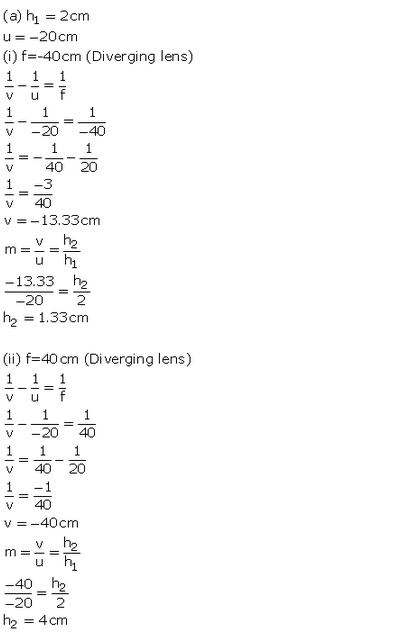 (a) h₁ = 2cm
u = −20cm
(i) f=-40cm (Diverging lens)
1/v − 1/u = 1/f
1/v − 1/−20 = 1/−40
1/v = −1/40 − 1/20
1/v = −3/40
v = −13.33cm
m = v/u = h₂/h₁
−13.33/−20 = h₂/2
h₂ = 1.33cm
(ii) f=40cm (Diverging lens)
1/v − 1/u = 1/f
1/v − 1/−20 = 1/40
1/v = 1/40 − 1/20
1/v = −1/40
v = −40cm
m = v/u = h₂/h₁
−40/−20 = h₂/2
h₂ = 4cm